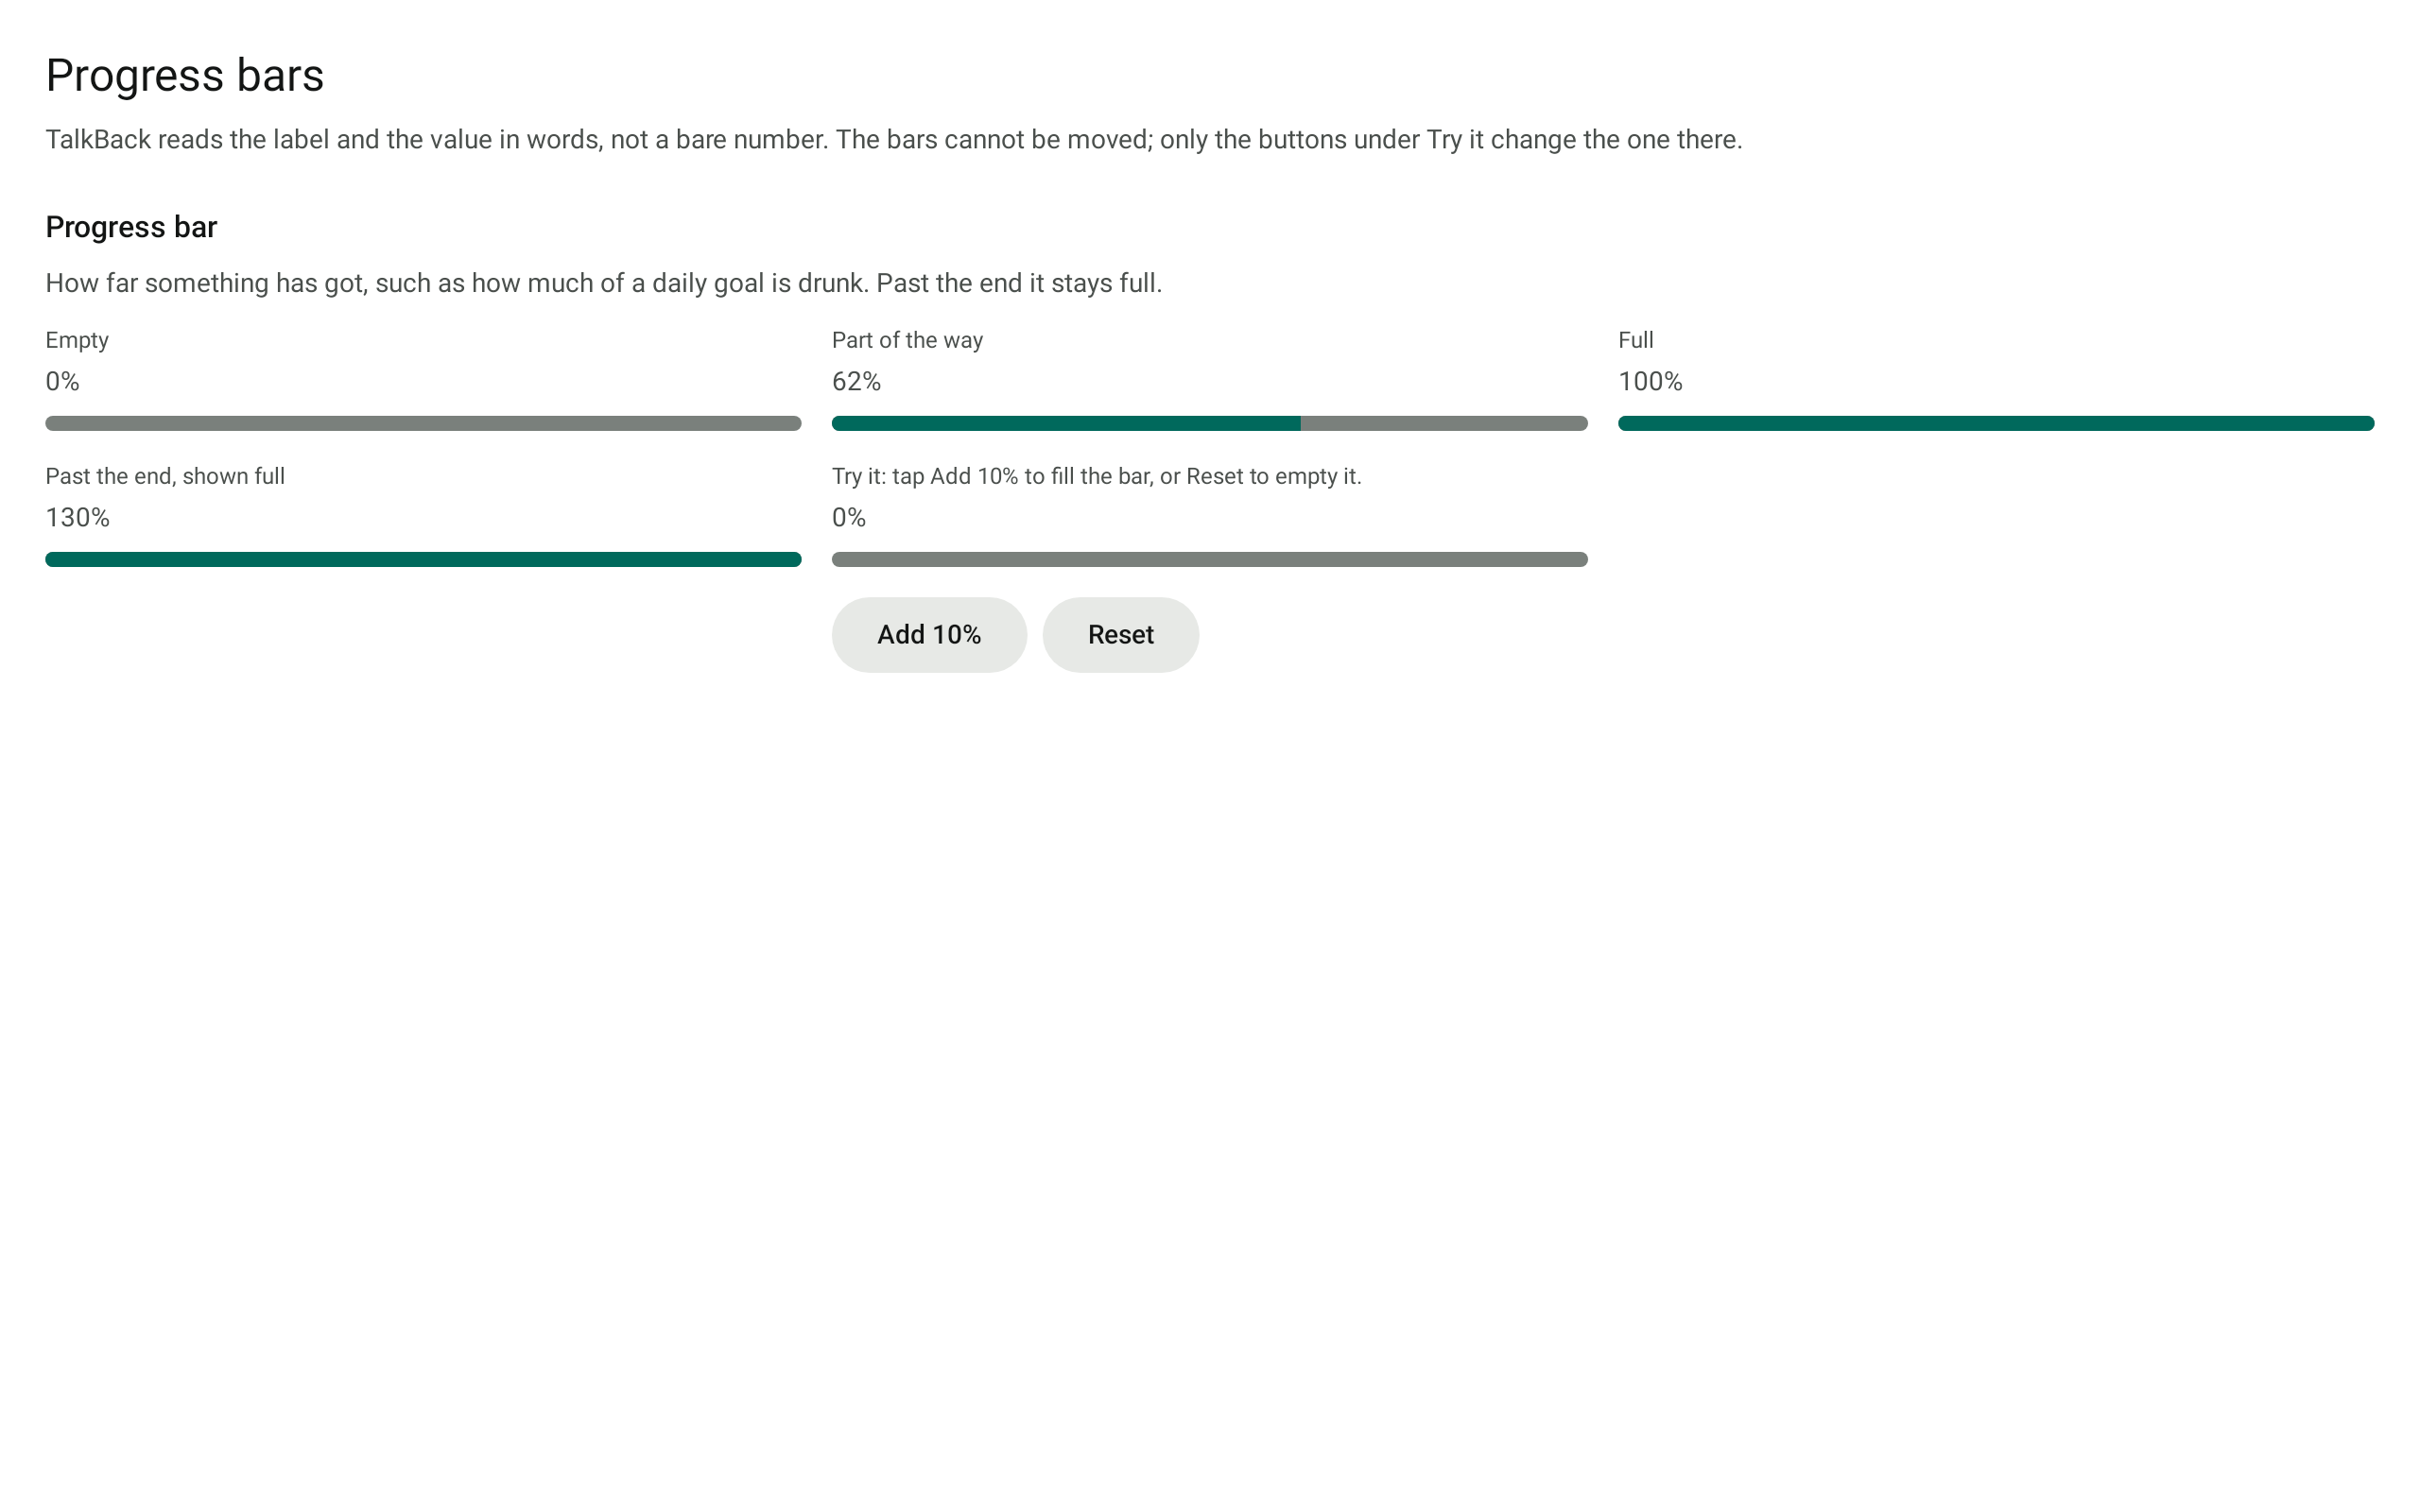 Progress bars
TalkBack reads the label and the value in words, not a bare number. The bars cannot be moved; only the buttons under Try it change the one there.
Progress bar
How far something has got, such as how much of a daily goal is drunk. Past the end it stays full.
Empty
0%
Part of the way
62%
Full
100%
Past the end, shown full
130%
Try it: tap Add 10% to fill the bar, or Reset to empty it.
0%
Add 10%
Reset